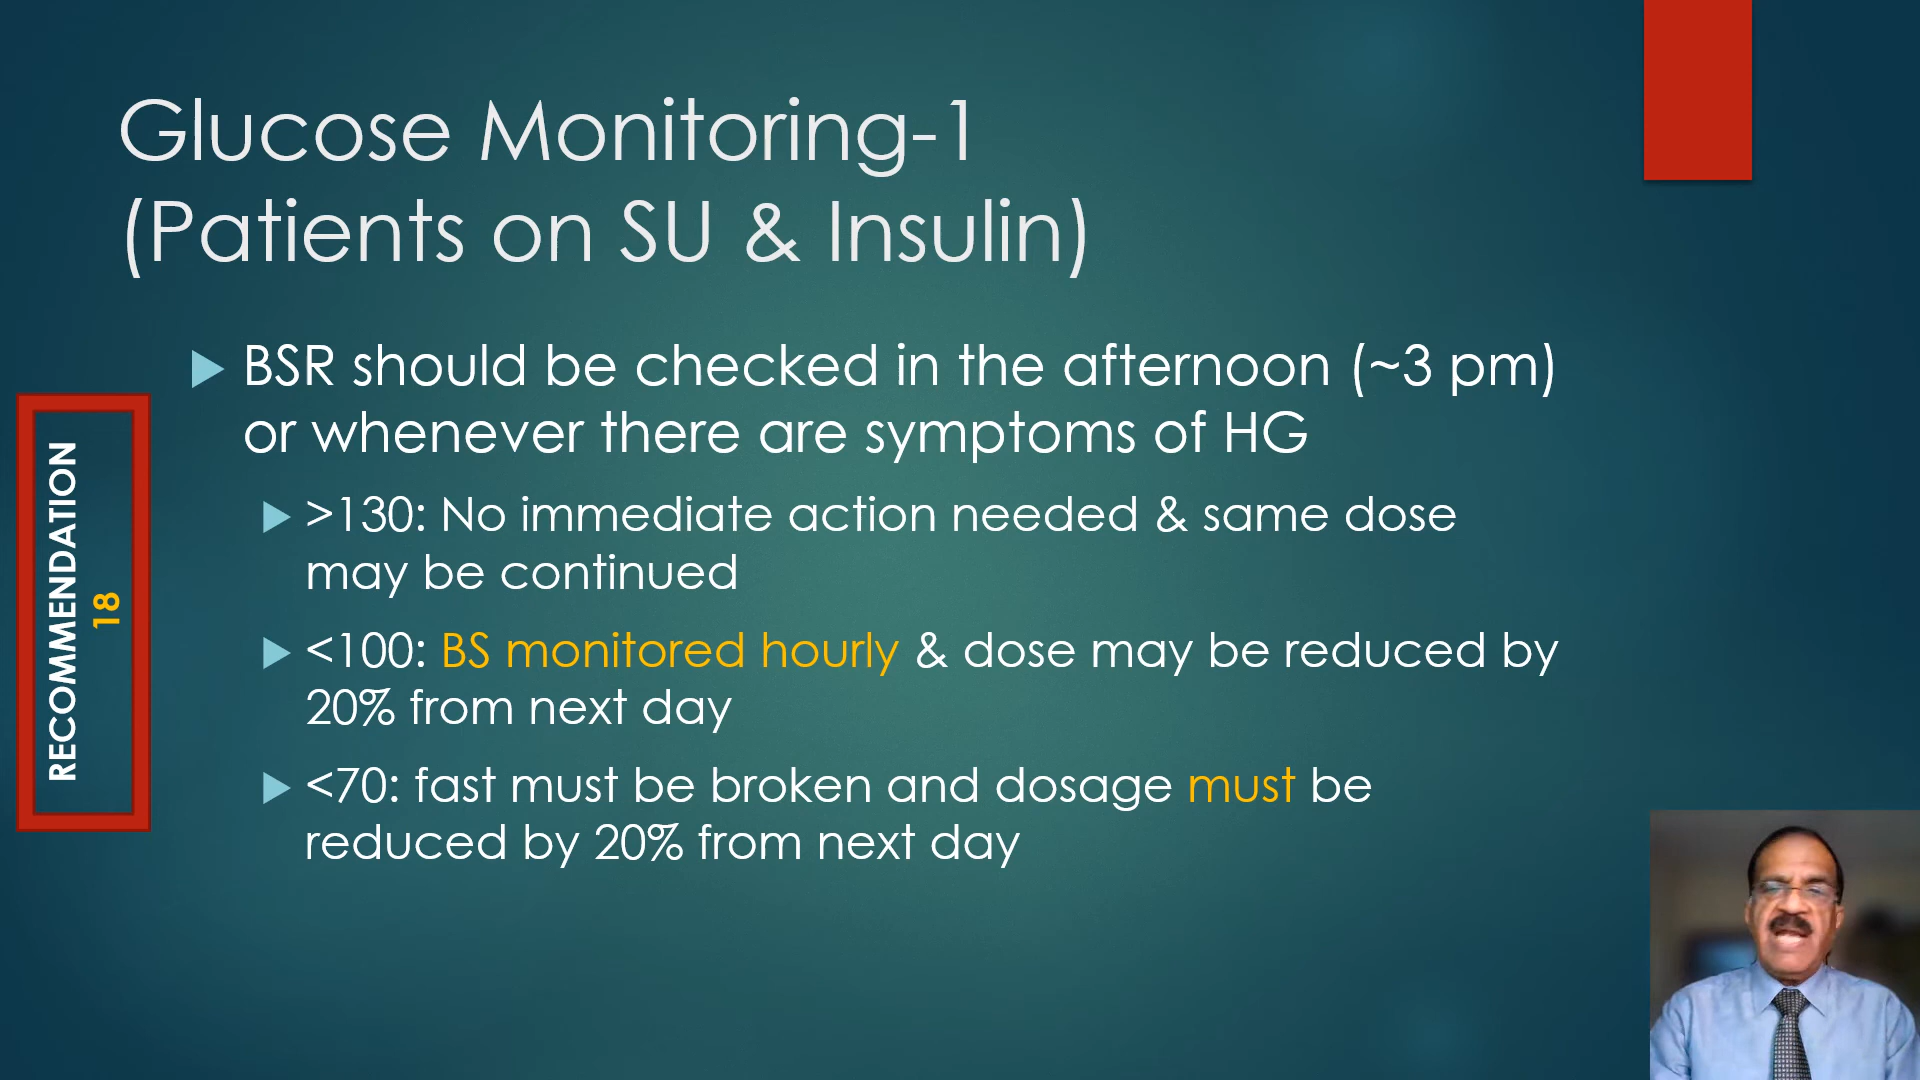 Glucose Monitoring-1
(Patients on SU & Insulin)
BSR should be checked in the afternoon (~3 pm)
or whenever there are symptoms of HG
>130: No immediate action needed & same dose
may be continued
<100: BS monitored hourly & dose may be reduced by
20% from next day
<70: fast must be broken and dosage must be
reduced by 20% from next day
RECOMMENDATION
18